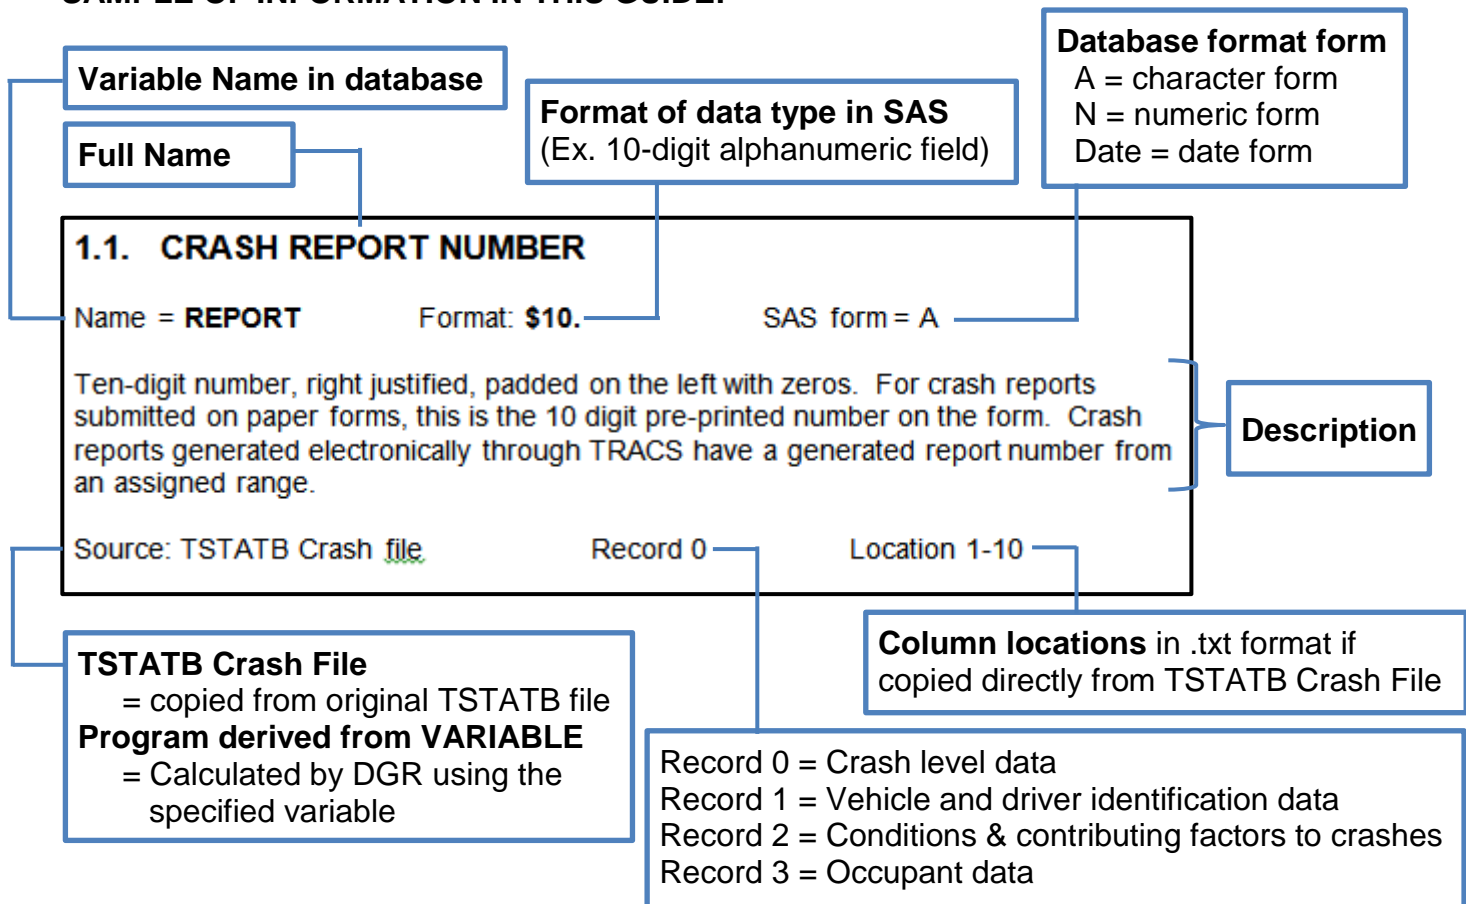 SAMPLE OF INFORMATION IN THIS GUIDE:
Variable Name in database
Full Name
Format of data type in SAS
(Ex. 10-digit alphanumeric field)
Database format form
A = character form
N = numeric form
Date = date form
1.1. CRASH REPORT NUMBER
Name = REPORT Format: $10. SAS form = A
Ten-digit number, right justified, padded on the left with zeros. For crash reports
submitted on paper forms, this is the 10 digit pre-printed number on the form. Crash
reports generated electronically through TRACS have a generated report number from
an assigned range.
Description
Source: TSTATB Crash file Record 0 Location 1-10
TSTATB Crash File
= copied from original TSTATB file
Program derived from VARIABLE
= Calculated by DGR using the
specified variable
Column locations in .txt format if
copied directly from TSTATB Crash File
Record 0 = Crash level data
Record 1 = Vehicle and driver identification data
Record 2 = Conditions & contributing factors to crashes
Record 3 = Occupant data